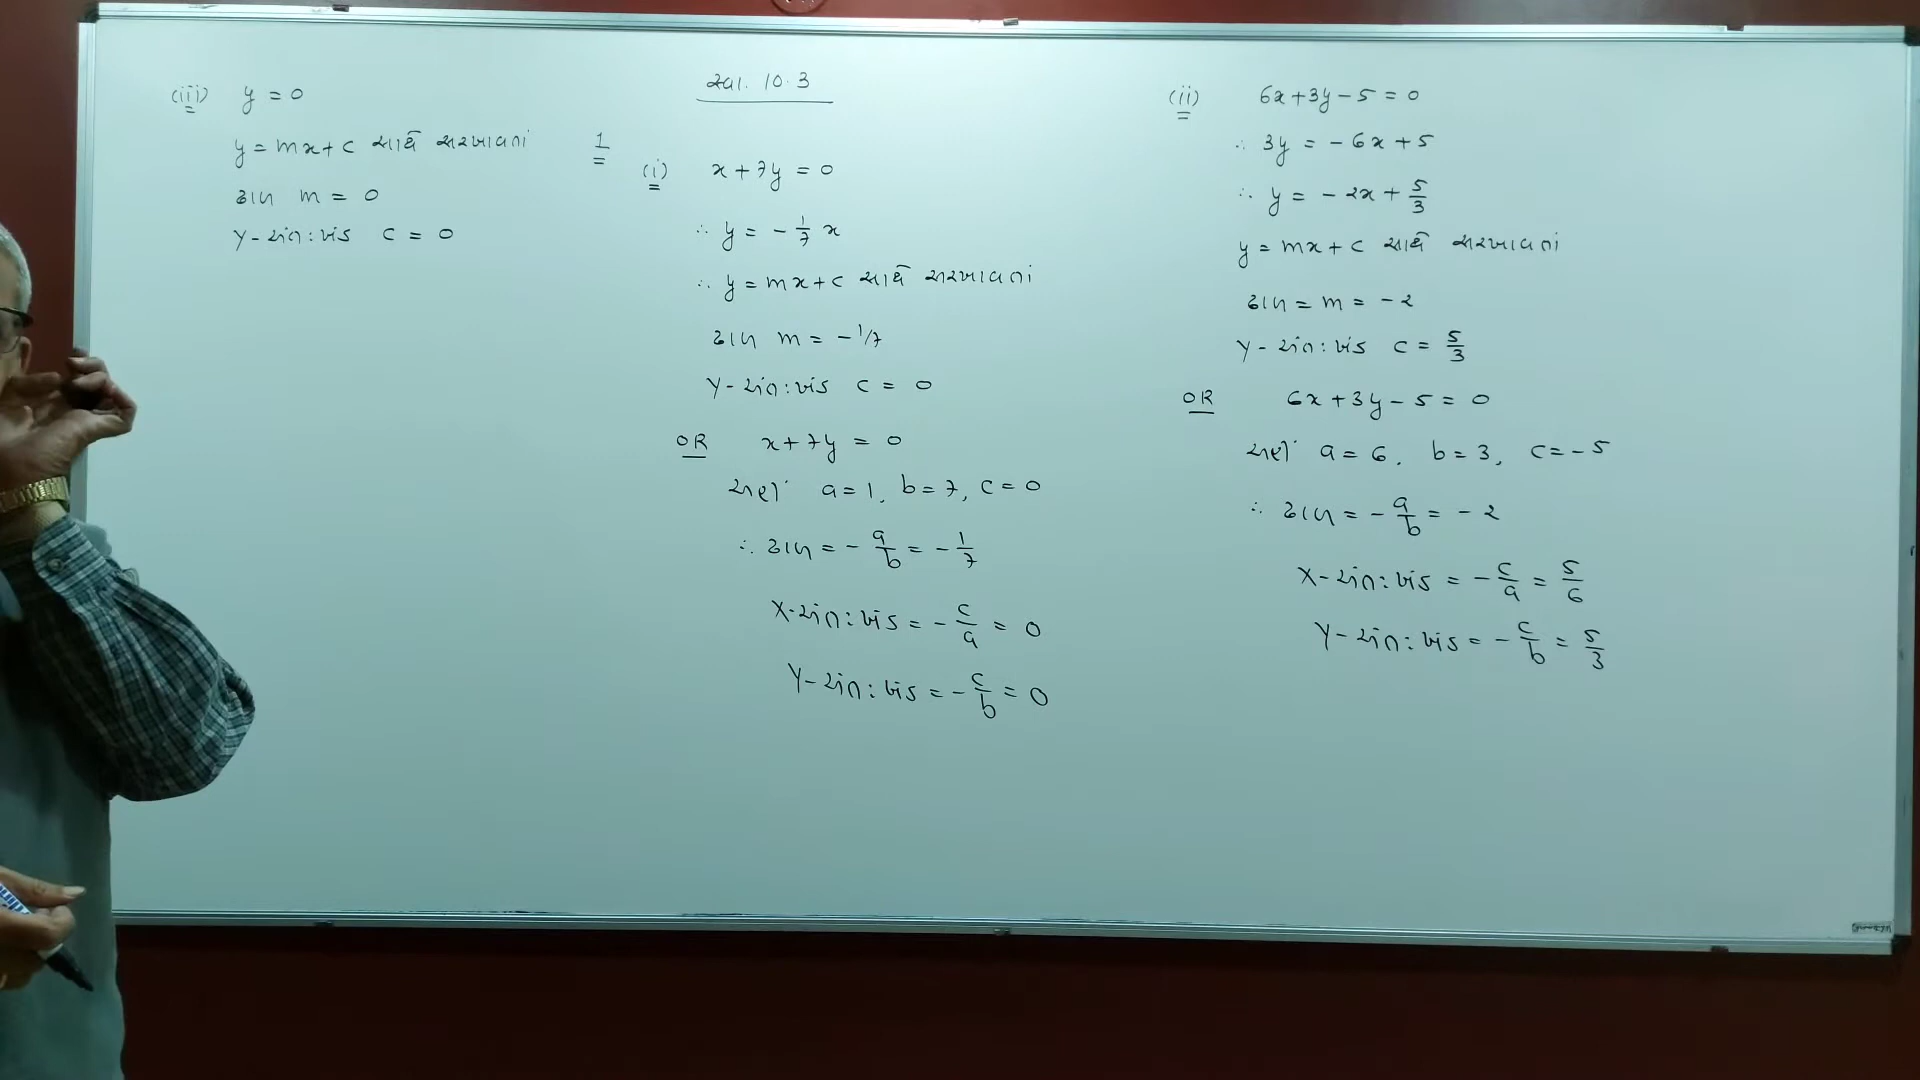 સ્વા. 10.3
1
(i) x + 7y = 0
∴ y = - 1/7 x
∴ y = mx + c સાથે સરખાવતાં
ઢાળ m = -1/7
Y-અંત:ખંડ c = 0
OR x + 7y = 0
અહીં a = 1, b = 7, c = 0
∴ ઢાળ = - a/b = - 1/7
X-અંત:ખંડ = - c/a = 0
Y-અંત:ખંડ = - c/b = 0
(ii) 6x + 3y - 5 = 0
∴ 3y = - 6x + 5
∴ y = - 2x + 5/3
y = mx + c સાથે સરખાવતાં
ઢાળ = m = - 2
Y-અંત:ખંડ c = 5/3
OR 6x + 3y - 5 = 0
અહીં a = 6, b = 3, c = - 5
∴ ઢાળ = - a/b = - 2
X-અંત:ખંડ = - c/a = 5/6
Y-અંત:ખંડ = - c/b = 5/3
(iii) y = 0
y = mx + c સાથે સરખાવતાં
ઢાળ m = 0
Y-અંત:ખંડ c = 0